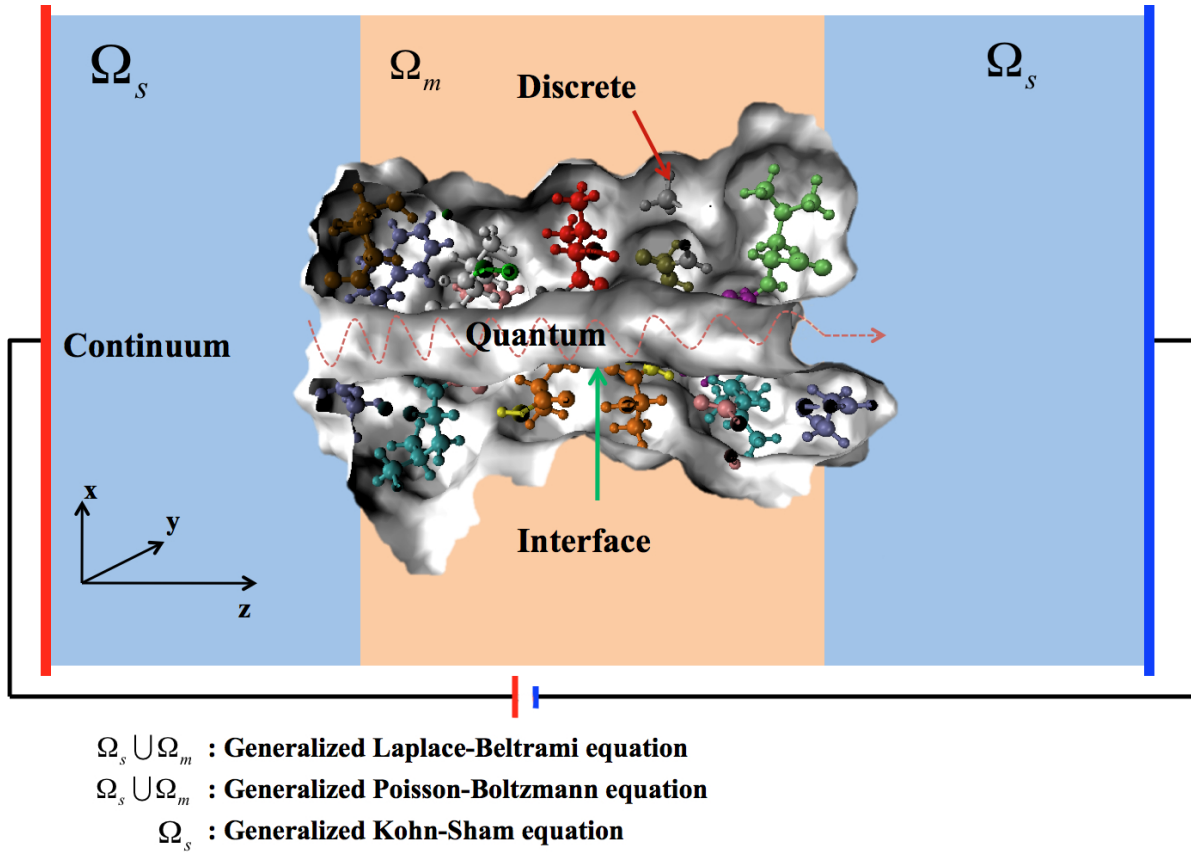 Ωs Ωm Ωs
Discrete
Quantum
Continuum
Interface
x
y
z
Ωs ⋃ Ωm : Generalized Laplace-Beltrami equation
Ωs ⋃ Ωm : Generalized Poisson-Boltzmann equation
Ωs : Generalized Kohn-Sham equation